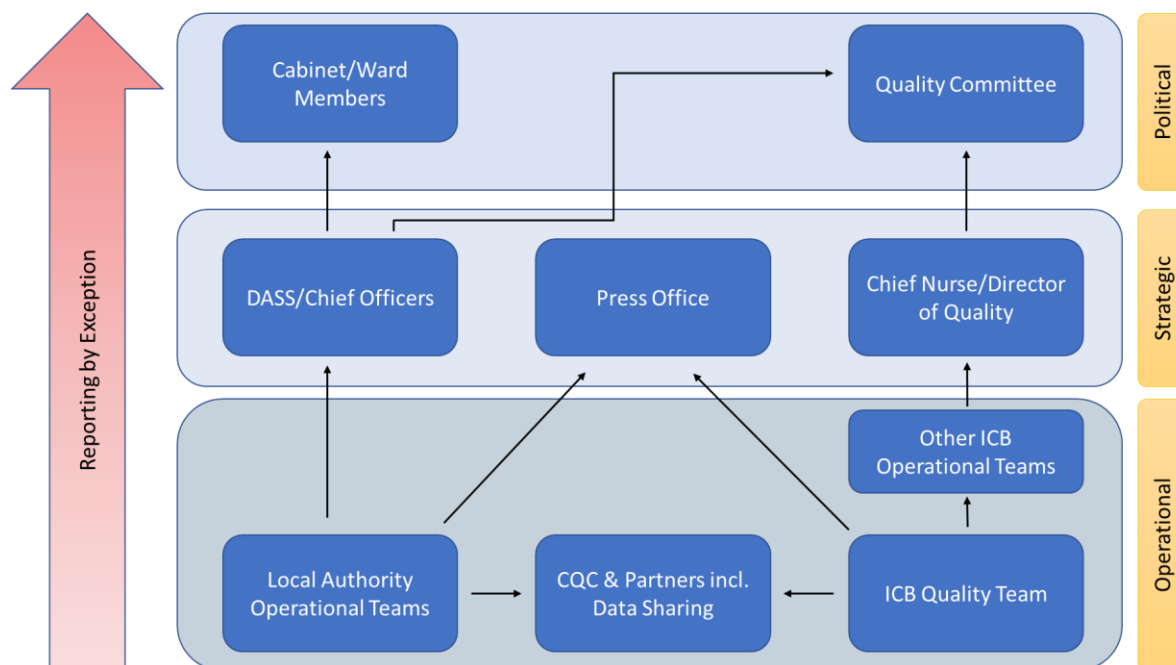 Cabinet/Ward
Members
Quality Committee
Political
DASS/Chief Officers
Press Office
Chief Nurse/Director
of Quality
Strategic
Reporting by Exception
Other ICB
Operational Teams
Local Authority
Operational Teams
CQC & Partners incl.
Data Sharing
ICB Quality Team
Operational